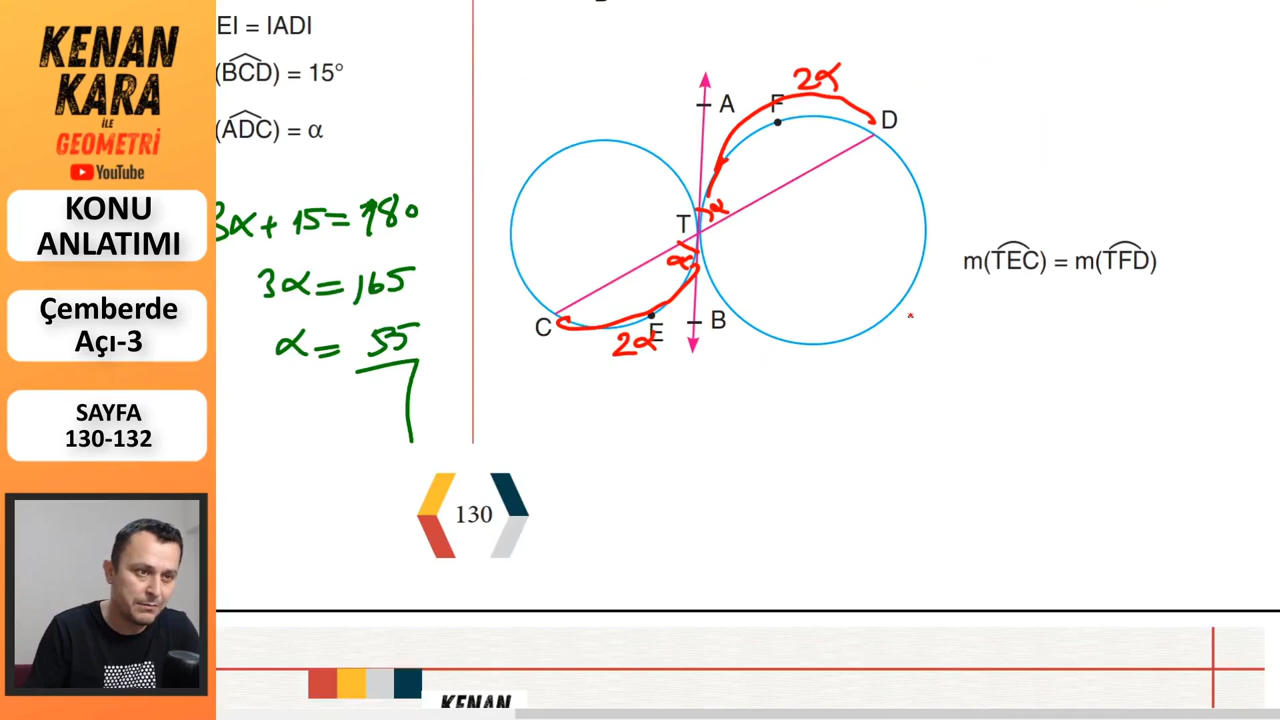 KENAN
KARA
İLE
GEOMETRİ
YouTube
KONU
ANLATIMI
Çemberde
Açı-3
SAYFA
130-132
EI = IADI
(BCD) = 15°
(ADC) = α
3α + 15 = 180
3α = 165
α = 55
2α
A
F
D
T
α
α
C
E
B
2α
m(TEC) = m(TFD)
130
KENAN